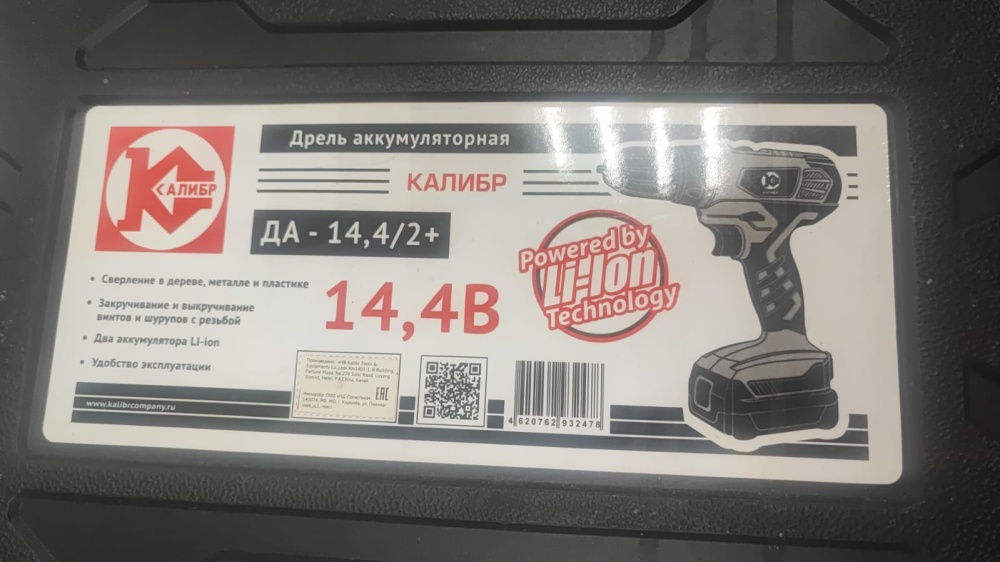 Дрель аккумуляторная
КАЛИБР
КАЛИБР
ДА - 14,4/2+
14,4В
Powered by
Li-Ion
Technology
• Сверление в дереве, металле и пластике
• Закручивание и выкручивание
винтов и шурупов с резьбой
• Два аккумулятора LI-ion
• Удобство эксплуатации
www.kalibrcompany.ru
EAC
4 620762 932478